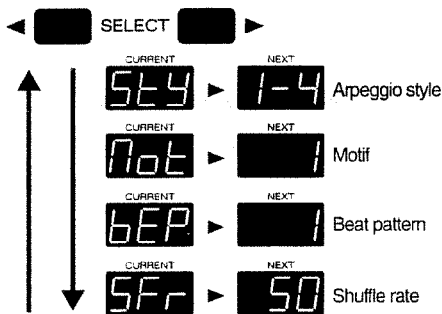 ◄ SELECT ►
CURRENT NEXT
StY ► 1-4 Arpeggio style
CURRENT NEXT
Mot ► 1 Motif
CURRENT NEXT
bEP ► 1 Beat pattern
CURRENT NEXT
SFr ► 50 Shuffle rate